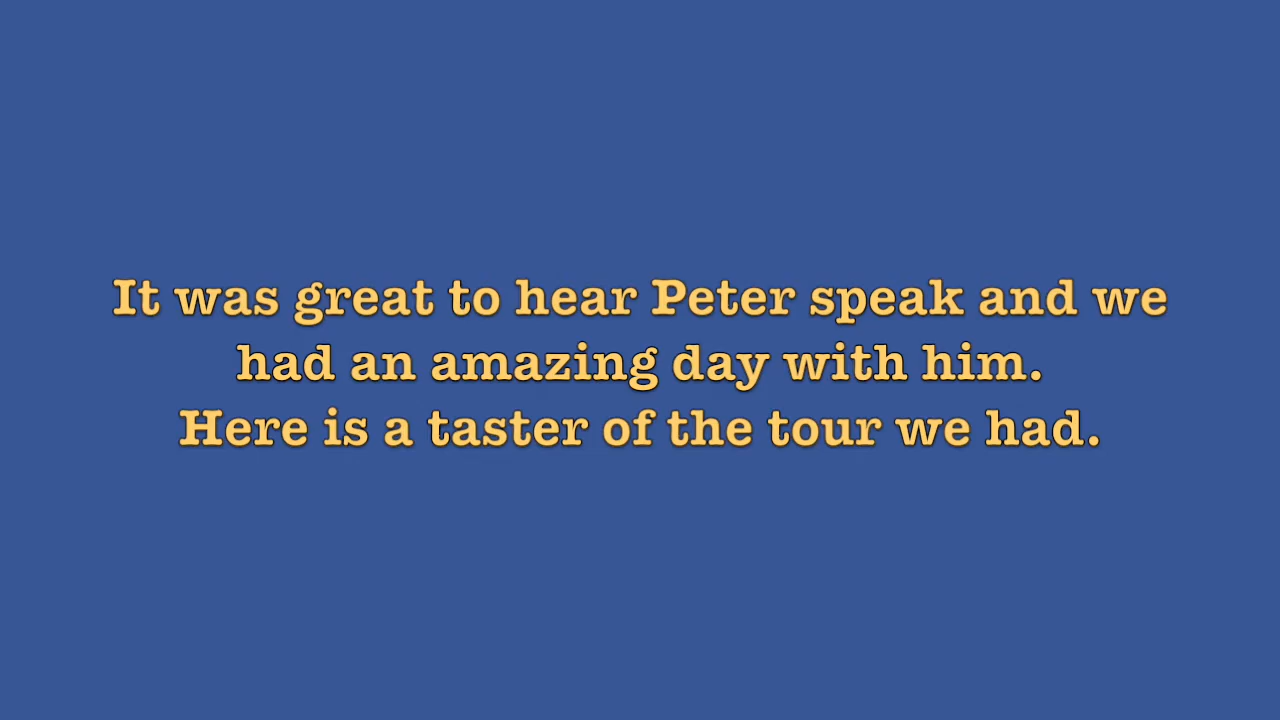 It was great to hear Peter speak and we
had an amazing day with him.
Here is a taster of the tour we had.